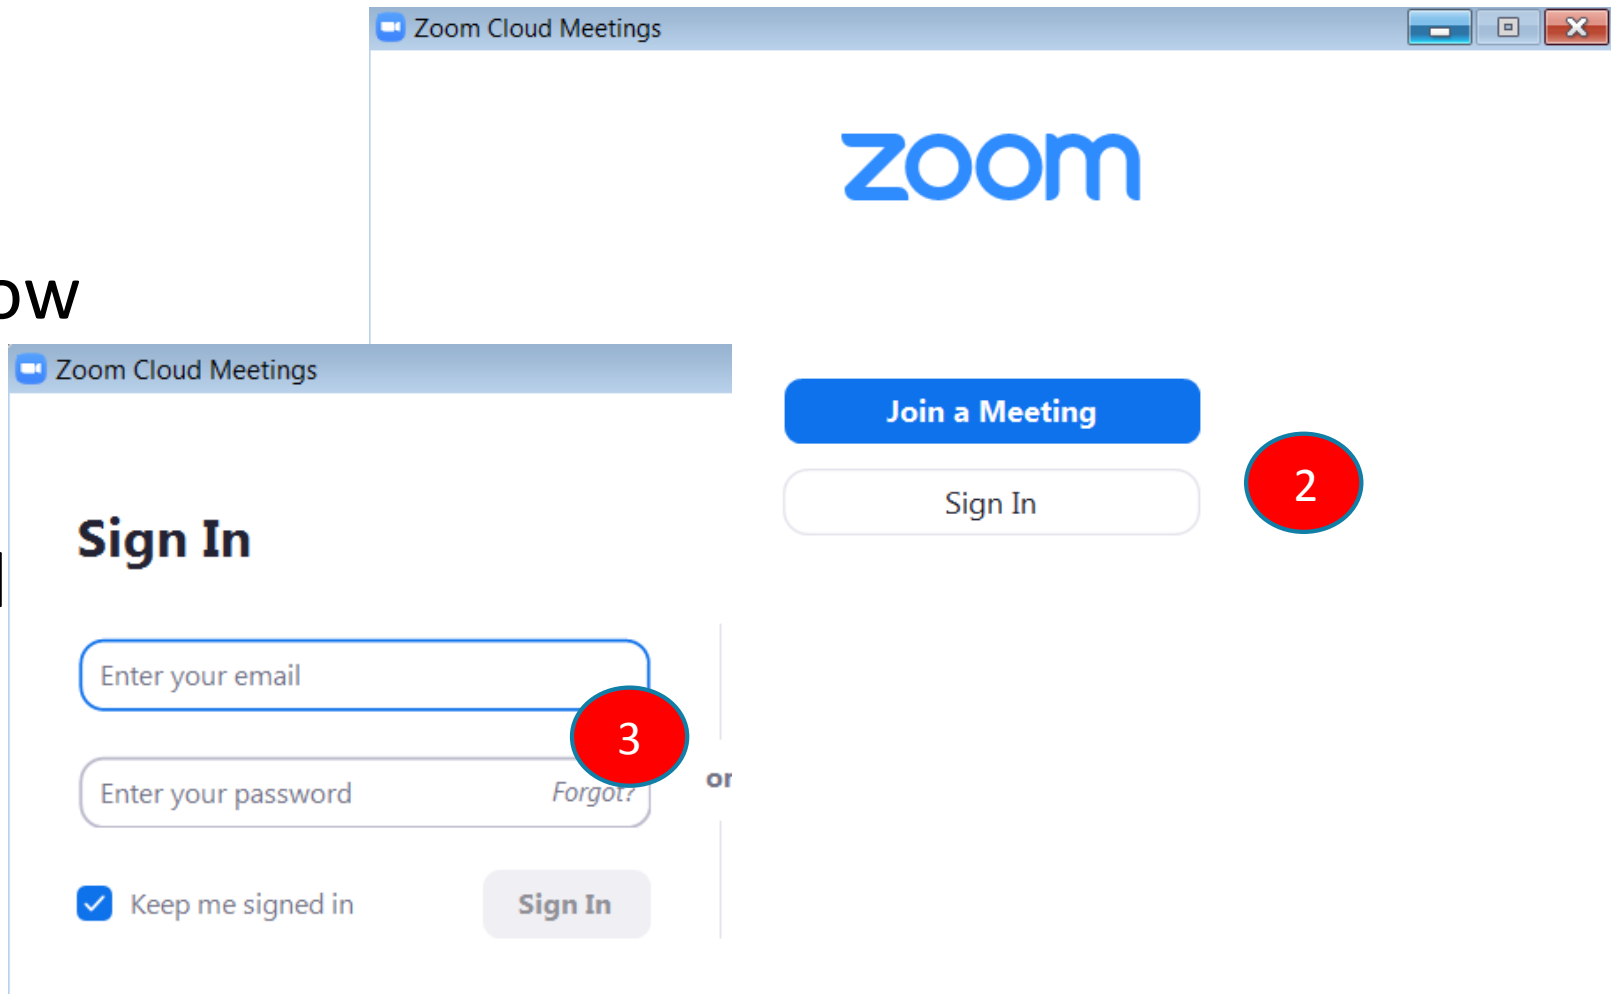 Zoom Cloud Meetings
zoom
ow
Zoom Cloud Meetings
Join a Meeting
2
Sign In
Sign In
Enter your email
3
Enter your password
Forgot?
or
Keep me signed in
Sign In